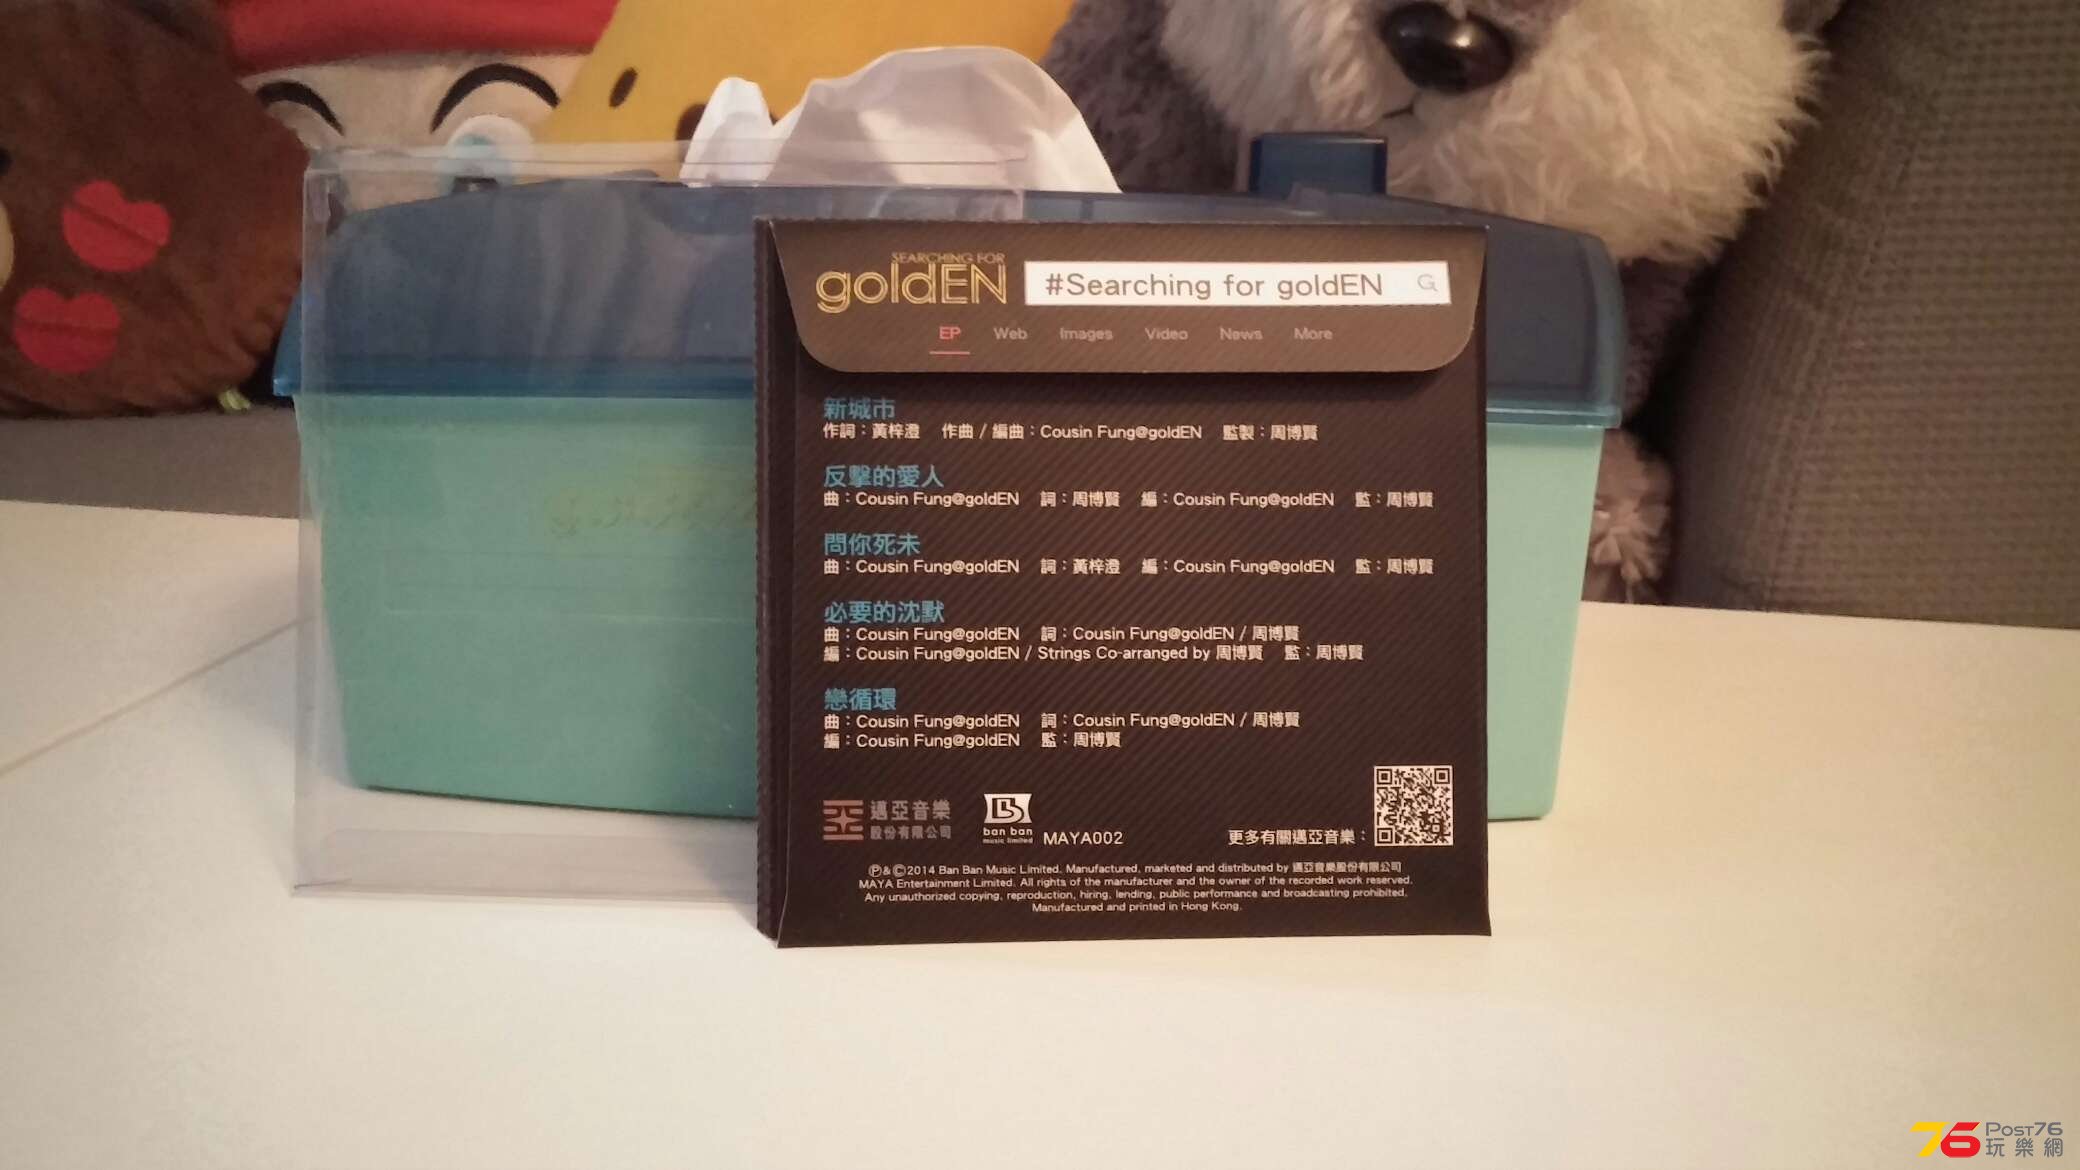 SEARCHING FOR
goldEN
#Searching for goldEN
EP Web Images Video News More
新城市
作詞：黃梓澄 作曲 / 編曲：Cousin Fung@goldEN 監製：周博賢
反擊的愛人
曲：Cousin Fung@goldEN 詞：周博賢 編：Cousin Fung@goldEN 監：周博賢
問你死未
曲：Cousin Fung@goldEN 詞：黃梓澄 編：Cousin Fung@goldEN 監：周博賢
必要的沈默
曲：Cousin Fung@goldEN 詞：Cousin Fung@goldEN / 周博賢
編：Cousin Fung@goldEN / Strings Co-arranged by 周博賢 監：周博賢
戀循環
曲：Cousin Fung@goldEN 詞：Cousin Fung@goldEN / 周博賢
編：Cousin Fung@goldEN 監：周博賢
邁亞音樂
股份有限公司
ban ban
music limited
MAYA002
更多有關邁亞音樂：
Ⓟ&Ⓒ2014 Ban Ban Music Limited. Manufactured, marketed and distributed by 邁亞音樂股份有限公司
MAYA Entertainment Limited. All rights of the manufacturer and the owner of the recorded work reserved.
Any unauthorized copying, reproduction, hiring, lending, public performance and broadcasting prohibited.
Manufactured and printed in Hong Kong.
76 Post76
玩樂網